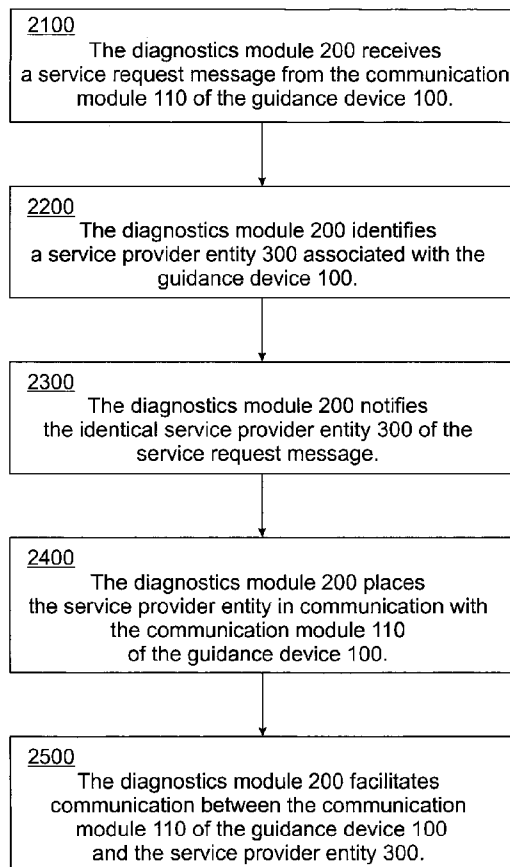 2100
The diagnostics module 200 receives
a service request message from the communication
module 110 of the guidance device 100.
2200
The diagnostics module 200 identifies
a service provider entity 300 associated with the
guidance device 100.
2300
The diagnostics module 200 notifies
the identical service provider entity 300 of the
service request message.
2400
The diagnostics module 200 places
the service provider entity in communication with
the communication module 110
of the guidance device 100.
2500
The diagnostics module 200 facilitates
communication between the communication
module 110 of the guidance device 100
and the service provider entity 300.